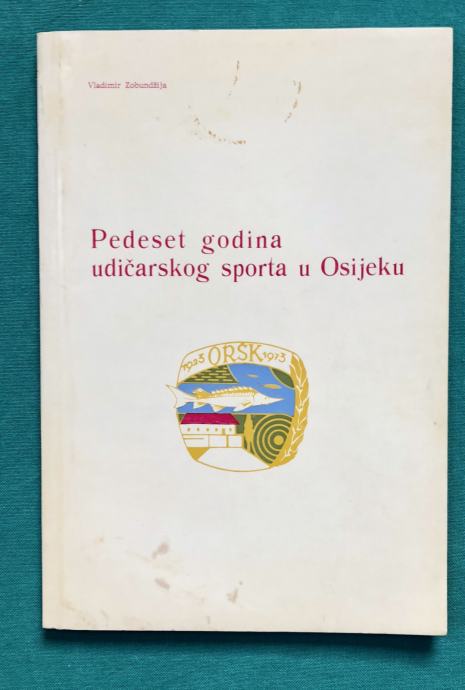 Vladimir Zobundžija
Pedeset godina
udičarskog sporta u Osijeku
1923 ORŠK 1973